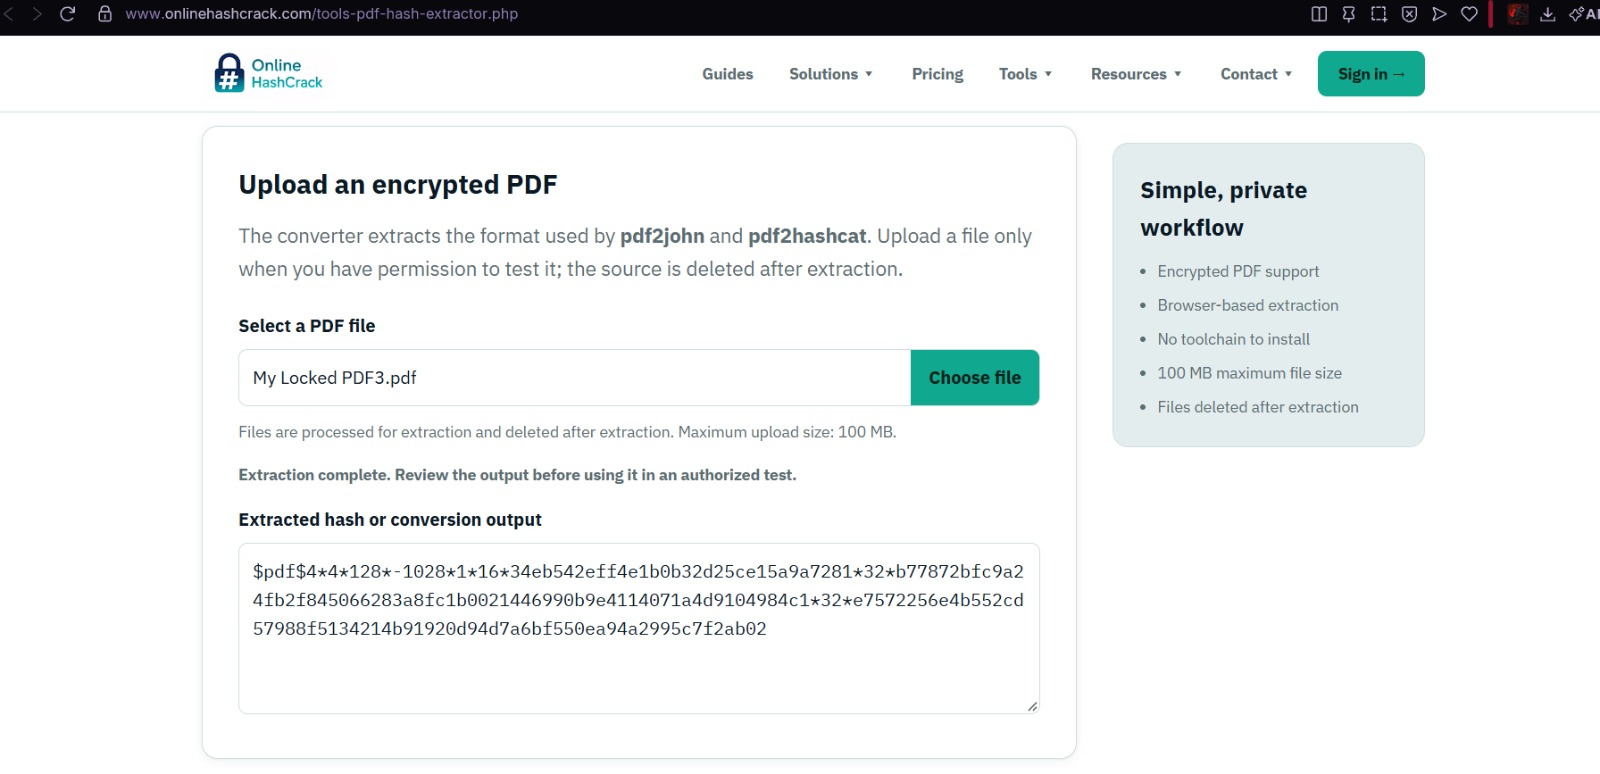 www.onlinehashcrack.com/tools-pdf-hash-extractor.php
AI
Online
HashCrack
Guides
Solutions
Pricing
Tools
Resources
Contact
Sign in →
Upload an encrypted PDF
The converter extracts the format used by pdf2john and pdf2hashcat. Upload a file only
when you have permission to test it; the source is deleted after extraction.
Select a PDF file
My Locked PDF3.pdf
Choose file
Files are processed for extraction and deleted after extraction. Maximum upload size: 100 MB.
Extraction complete. Review the output before using it in an authorized test.
Extracted hash or conversion output
$pdf$4*4*128*-1028*1*16*34eb542eff4e1b0b32d25ce15a9a7281*32*b77872bfc9a2
4fb2f845066283a8fc1b0021446990b9e4114071a4d9104984c1*32*e7572256e4b552cd
57988f5134214b91920d94d7a6bf550ea94a2995c7f2ab02
Simple, private
workflow
• Encrypted PDF support
• Browser-based extraction
• No toolchain to install
• 100 MB maximum file size
• Files deleted after extraction